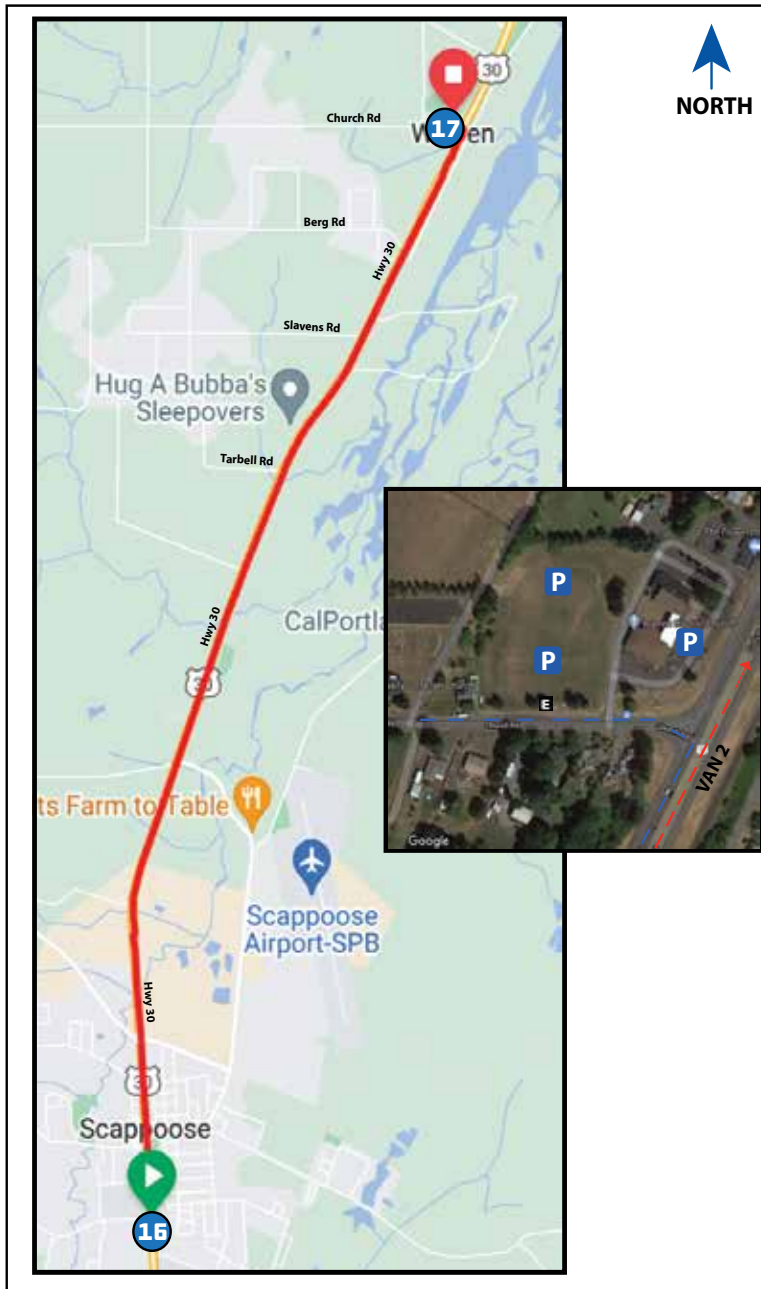 NORTH
30
Church Rd
17
Berg Rd
Hwy 30
Slavens Rd
Hug A Bubba's
Sleepovers
Tarbell Rd
Hwy 30
CalPortla
30
P
P
P
E
VAN 2
Google
ts Farm to Table
Scappoose
Airport-SPB
Hwy 30
30
Scappoose
16